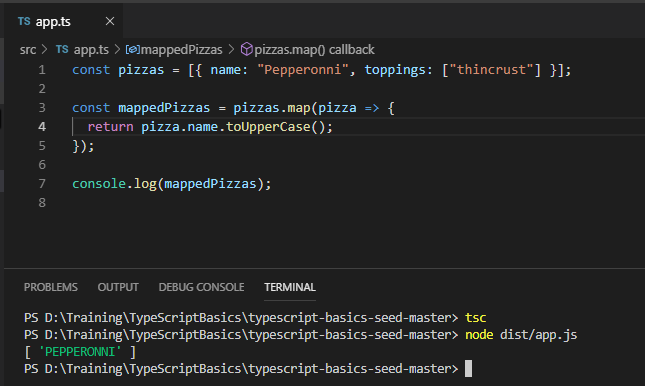 TS app.ts ×
src > TS app.ts > mappedPizzas > pizzas.map() callback
1 const pizzas = [{ name: "Pepperonni", toppings: ["thincrust"] }];
2
3 const mappedPizzas = pizzas.map(pizza => {
4 return pizza.name.toUpperCase();
5 });
6
7 console.log(mappedPizzas);
8
PROBLEMS OUTPUT DEBUG CONSOLE TERMINAL
PS D:\Training\TypeScriptBasics\typescript-basics-seed-master> tsc
PS D:\Training\TypeScriptBasics\typescript-basics-seed-master> node dist/app.js
[ 'PEPPERONNI' ]
PS D:\Training\TypeScriptBasics\typescript-basics-seed-master>